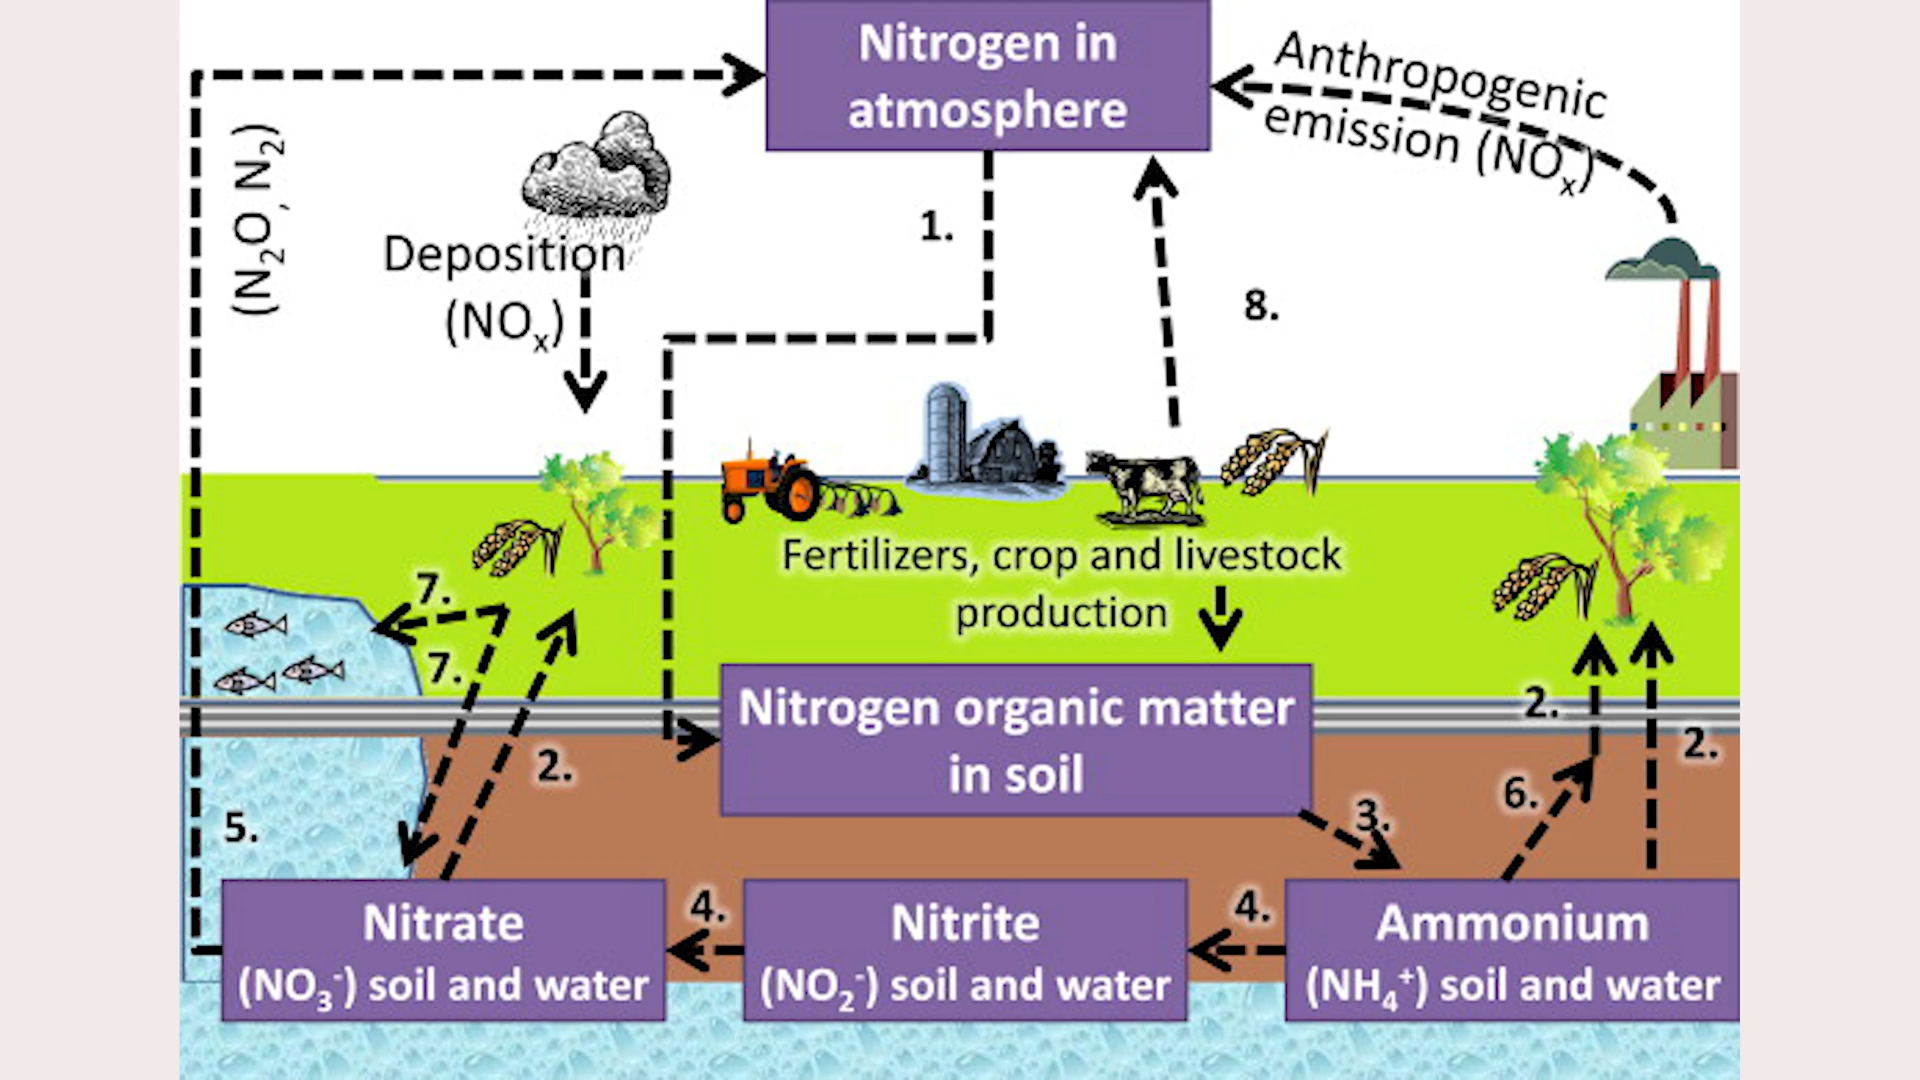 Nitrogen in
atmosphere
Anthropogenic
emission (NOₓ)
(N₂O, N₂)
Deposition
(NOₓ)
1.
8.
Fertilizers, crop and livestock
production
7.
7.
2.
Nitrogen organic matter
in soil
2.
2.
6.
3.
5.
Nitrate
(NO₃⁻) soil and water
4.
Nitrite
(NO₂⁻) soil and water
4.
Ammonium
(NH₄⁺) soil and water